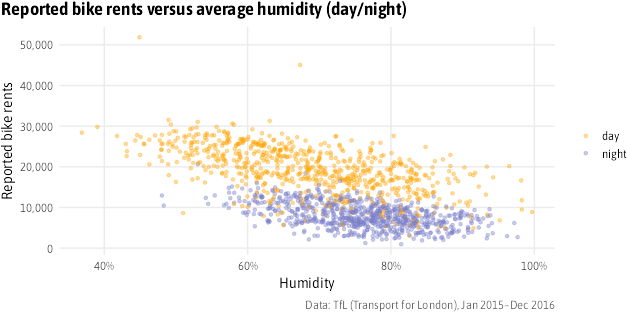 Reported bike rents versus average humidity (day/night)
Reported bike rents
50,000
40,000
30,000
20,000
10,000
0
40%
60%
80%
100%
Humidity
day
night
Data: TfL (Transport for London), Jan 2015–Dec 2016